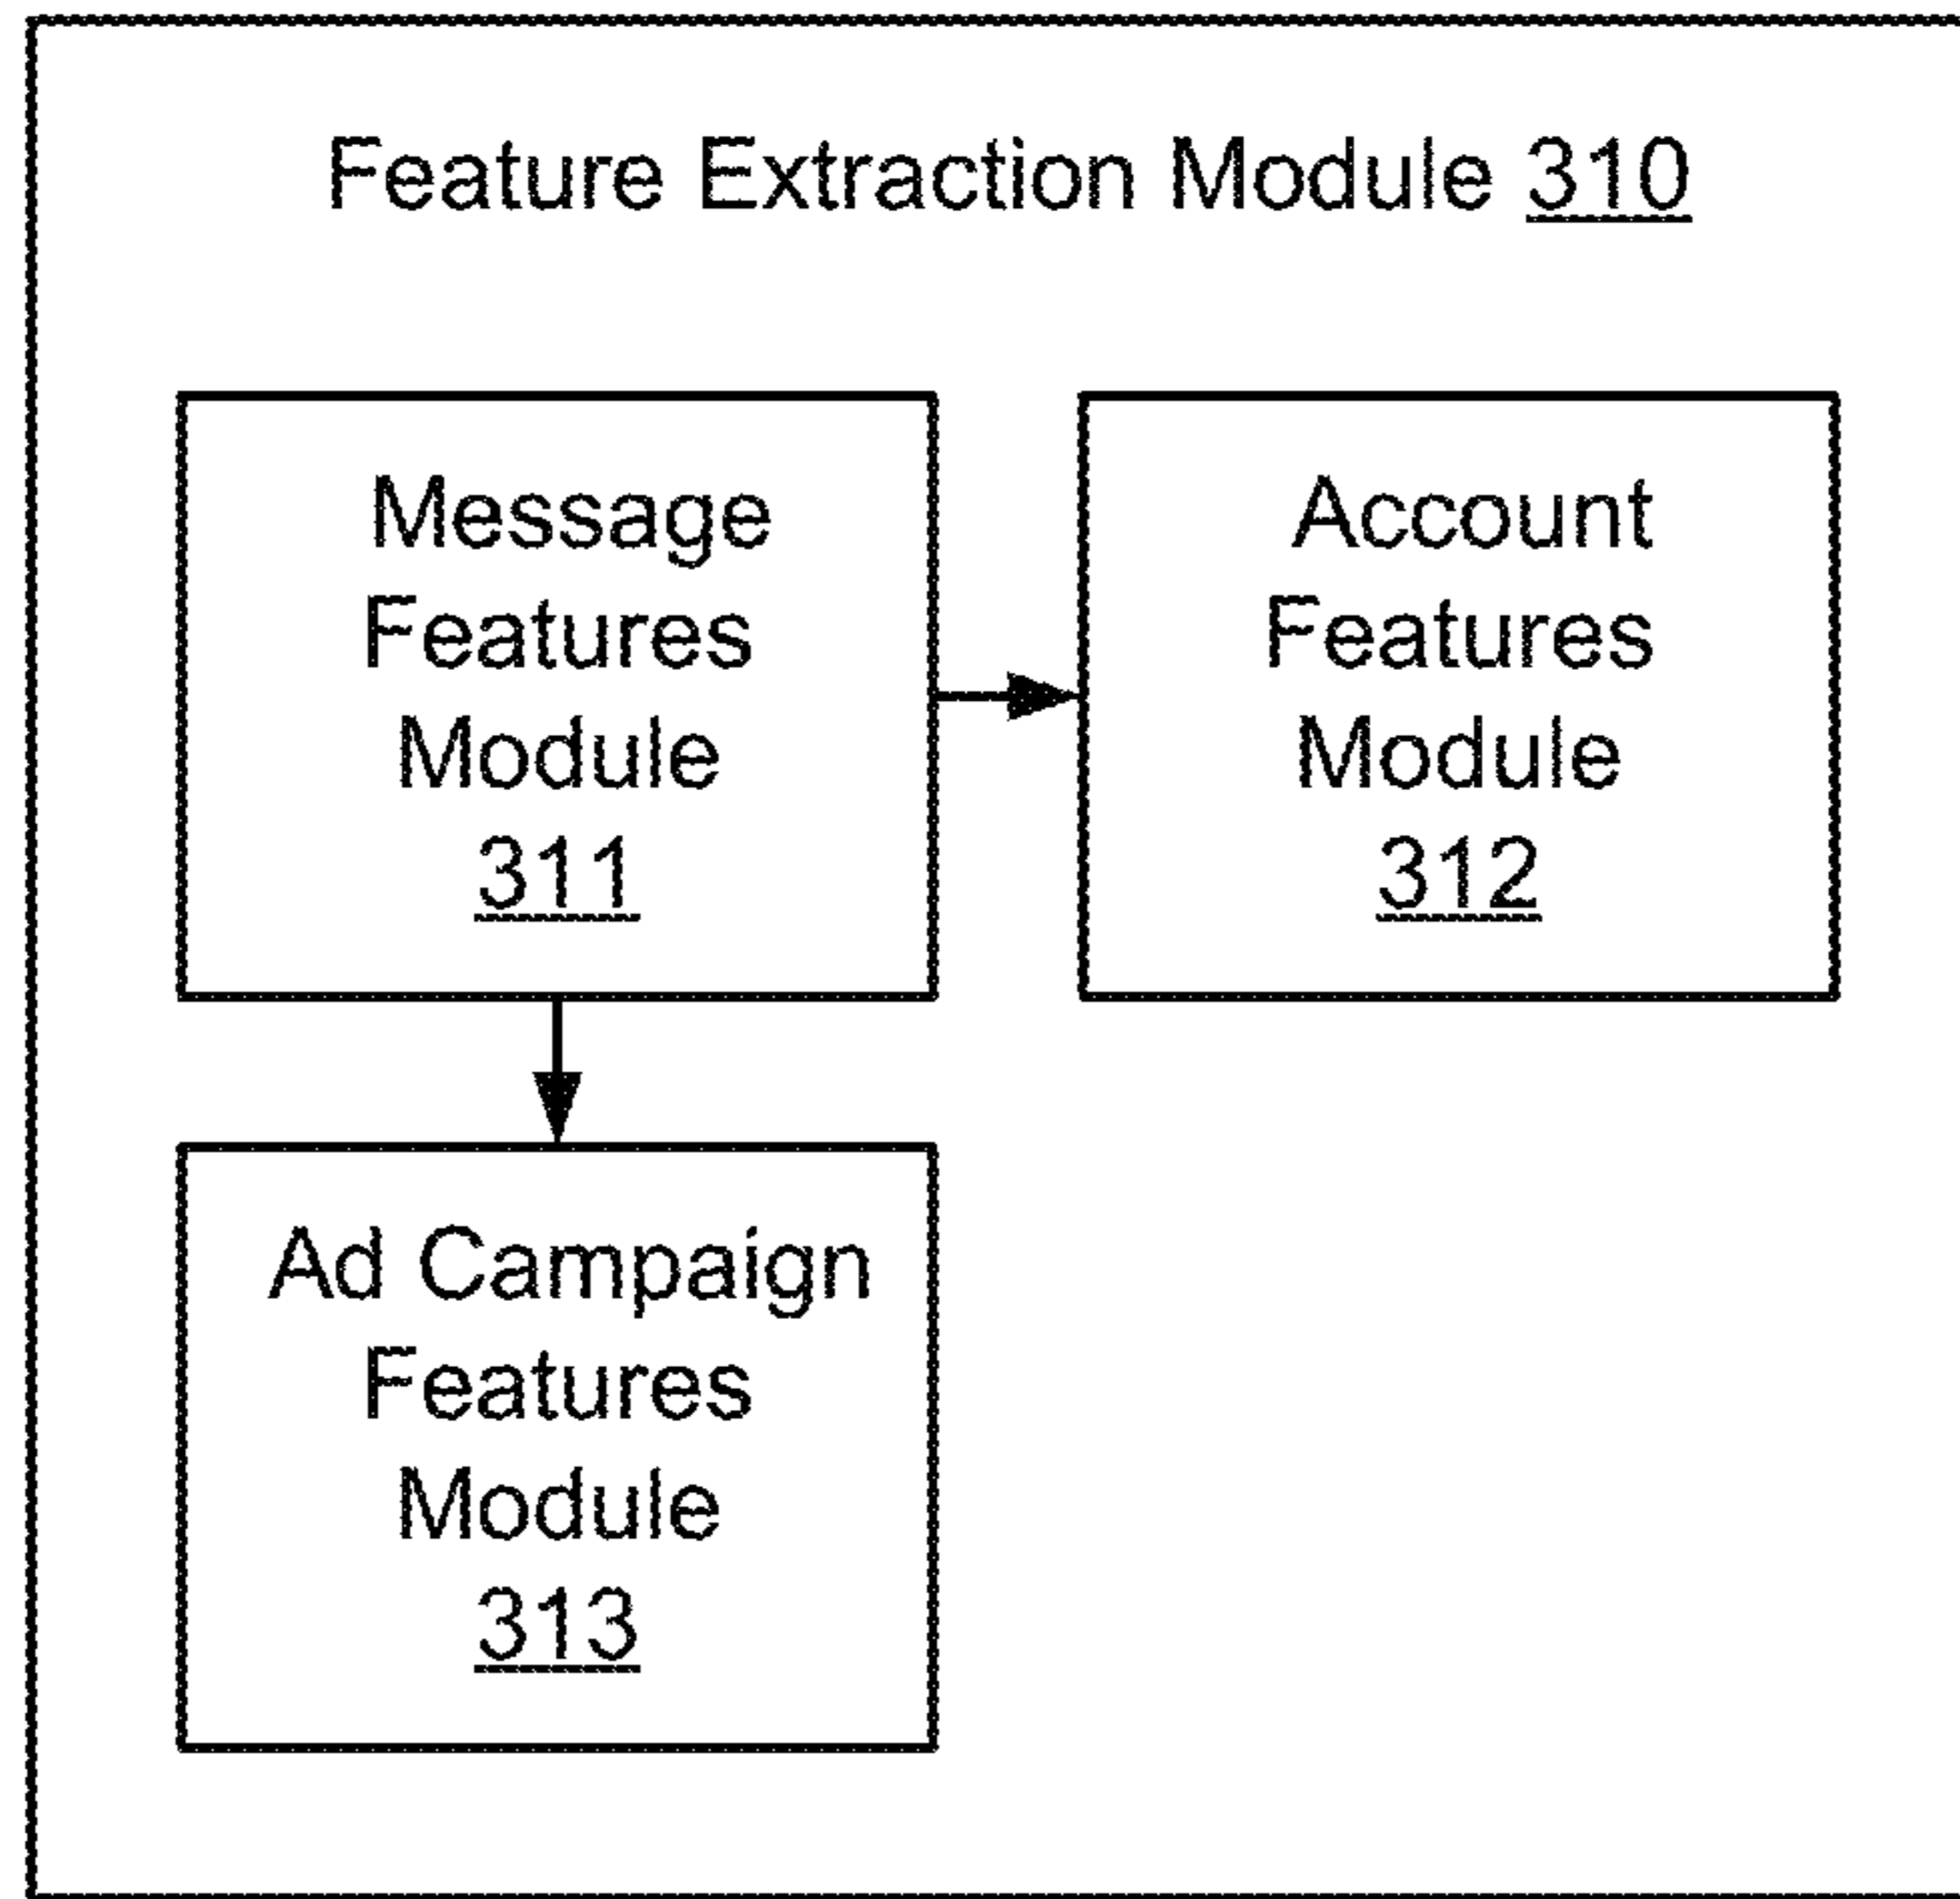 Feature Extraction Module 310
Message
Features
Module
311
Account
Features
Module
312
Ad Campaign
Features
Module
313